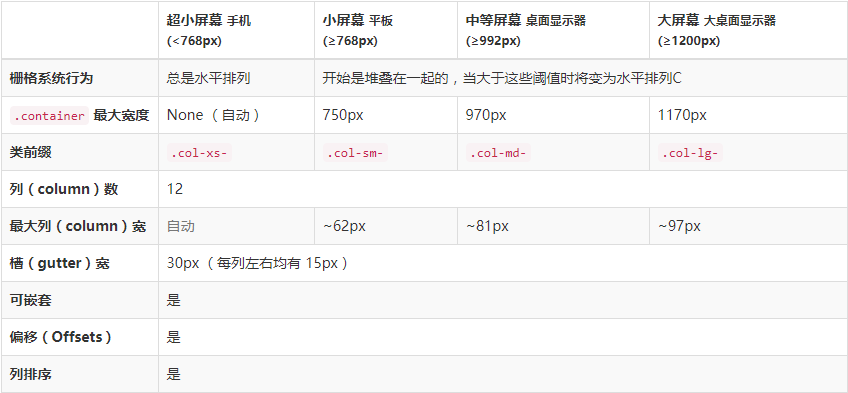 超小屏幕 手机 小屏幕 平板 中等屏幕 桌面显示器 大屏幕 大桌面显示器
(<768px) (≥768px) (≥992px) (≥1200px)
栅格系统行为 总是水平排列 开始是堆叠在一起的，当大于这些阈值时将变为水平排列C
.container 最大宽度 None （自动） 750px 970px 1170px
类前缀 .col-xs- .col-sm- .col-md- .col-lg-
列（column）数 12
最大列（column）宽 自动 ~62px ~81px ~97px
槽（gutter）宽 30px （每列左右均有 15px）
可嵌套 是
偏移（Offsets） 是
列排序 是